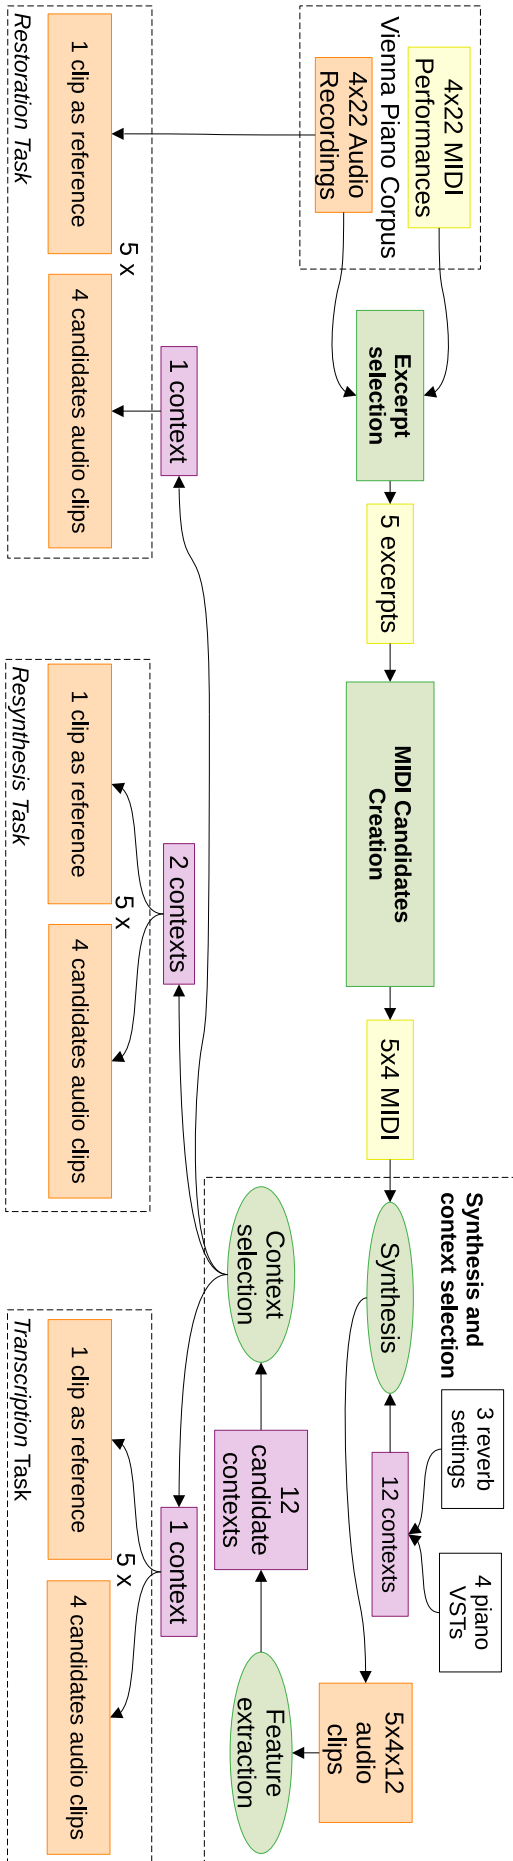 4x22 MIDI
Performances
4x22 Audio
Recordings
Vienna Piano Corpus
Excerpt
selection
5 excerpts
MIDI Candidates
Creation
5x4 MIDI
Synthesis and
context selection
Synthesis
3 reverb
settings
4 piano
VSTs
12 contexts
5x4x12
audio
clips
Feature
extraction
12
candidate
contexts
Context
selection
1 context
2 contexts
1 context
1 clip as reference
5 x
4 candidates audio clips
Restoration Task
1 clip as reference
5 x
4 candidates audio clips
Resynthesis Task
1 clip as reference
5 x
4 candidates audio clips
Transcription Task